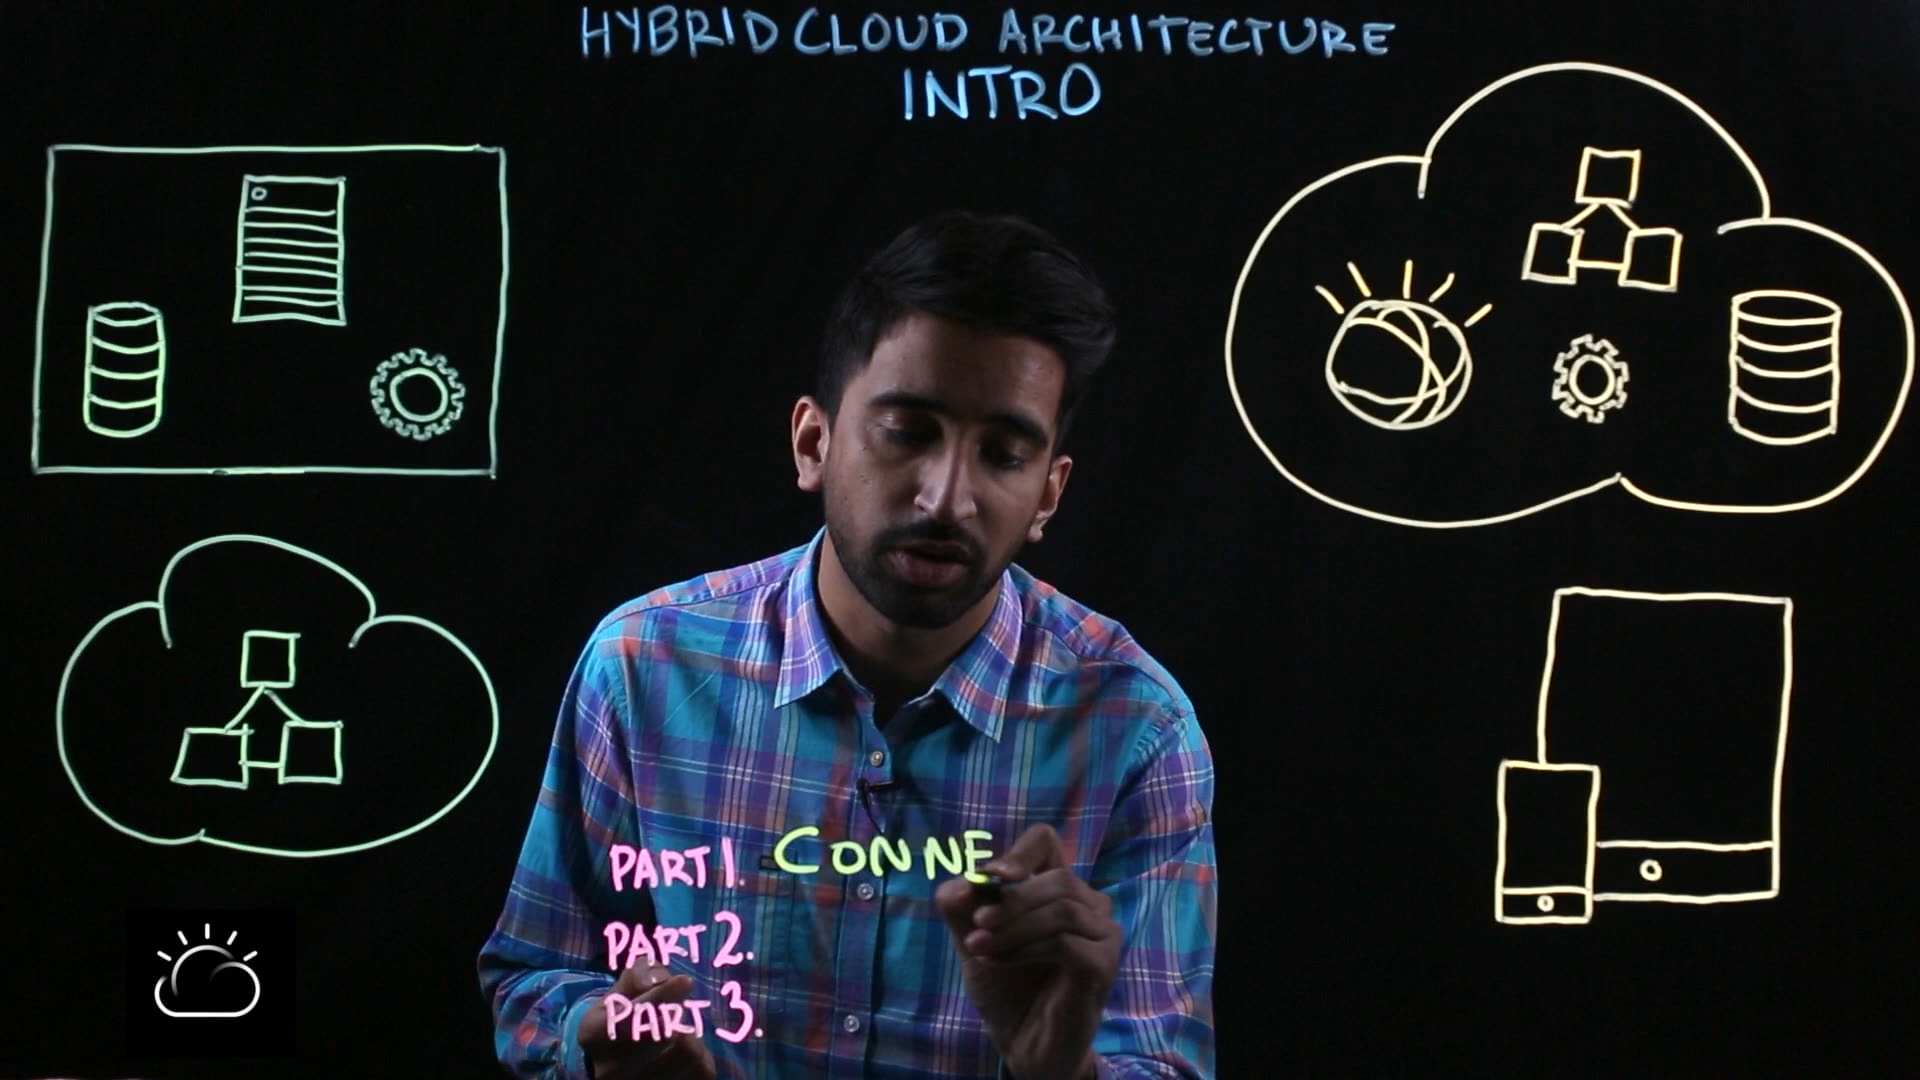 HYBRID CLOUD ARCHITECTURE
INTRO
PART 1. CONNE
PART 2.
PART 3.